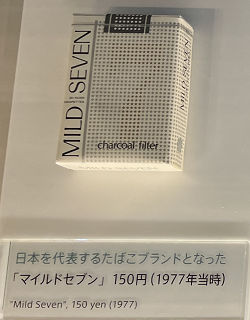 MILD SEVEN
MILD SEVEN
charcoal filter
日本を代表するたばこブランドとなった
「マイルドセブン」 150円(1977年当時)
"Mild Seven", 150 yen (1977)